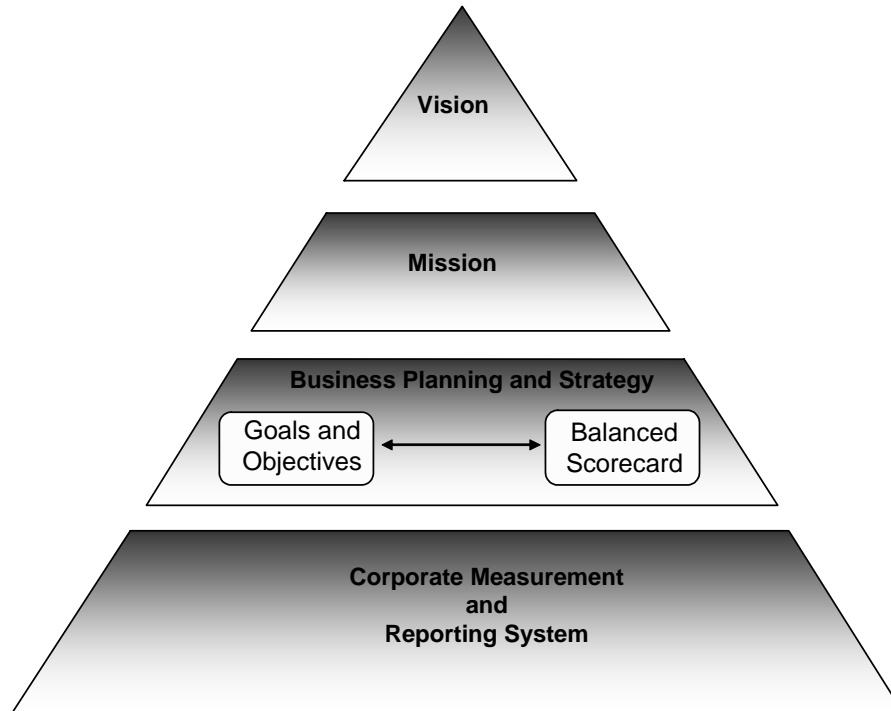 Vision
Mission
Business Planning and Strategy
Goals and
Objectives
Balanced
Scorecard
Corporate Measurement
and
Reporting System